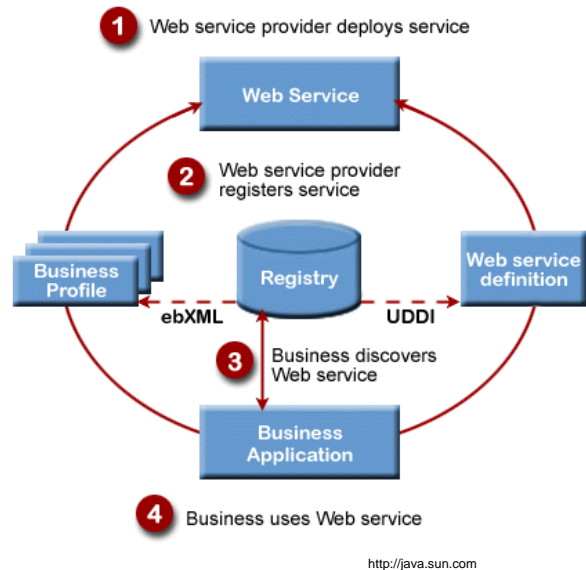 1 Web service provider deploys service
Web Service
2 Web service provider
registers service
Business
Profile
Registry
Web service
definition
ebXML
UDDI
3 Business discovers
Web service
Business
Application
4 Business uses Web service
http://java.sun.com